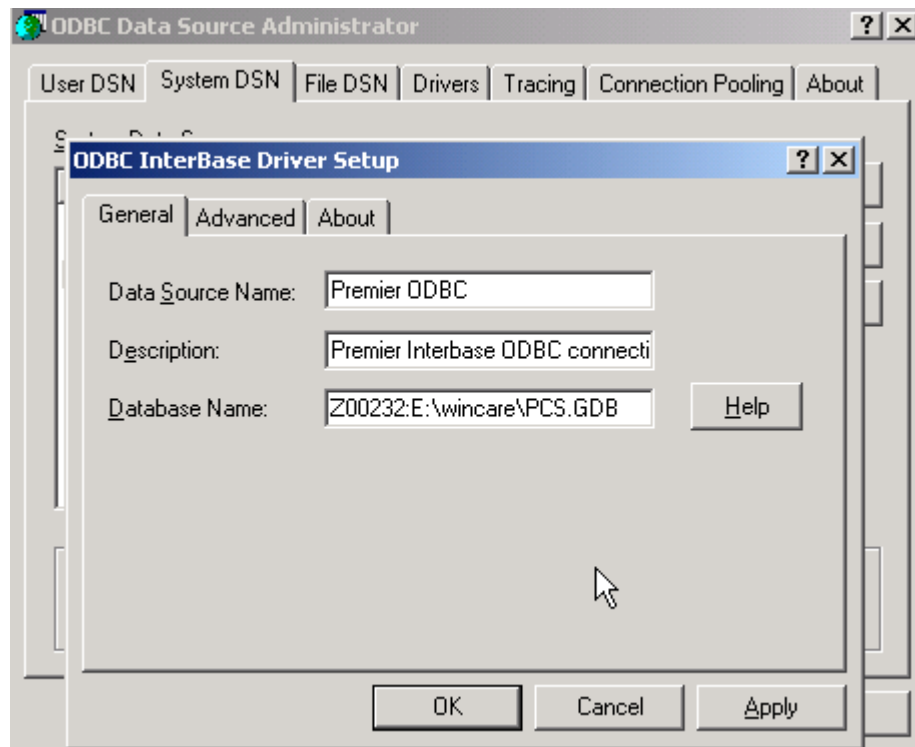 ODBC Data Source Administrator
User DSN System DSN File DSN Drivers Tracing Connection Pooling About
ODBC InterBase Driver Setup
General Advanced About
Data Source Name: Premier ODBC
Description: Premier Interbase ODBC connecti
Database Name: Z00232:E:\wincare\PCS.GDB Help
OK Cancel Apply